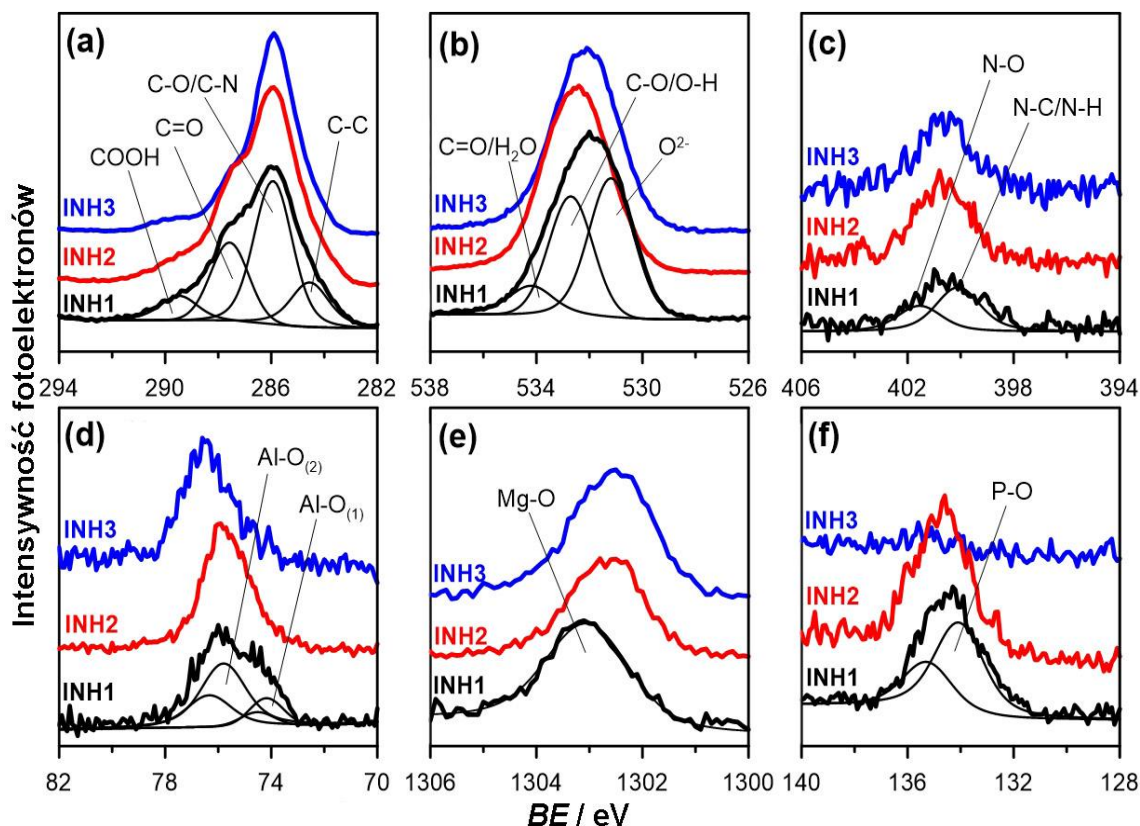 Intensywność fotoelektronów
(a)
C-O/C-N
C=O
COOH
C-C
INH3
INH2
INH1
294 290 286 282
(b)
C-O/O-H
C=O/H₂O
O²⁻
INH3
INH2
INH1
538 534 530 526
(c)
N-O
N-C/N-H
INH3
INH2
INH1
406 402 398 394
(d)
Al-O₍₂₎
Al-O₍₁₎
INH3
INH2
INH1
82 78 74 70
(e)
Mg-O
INH3
INH2
INH1
1306 1304 1302 1300
(f)
P-O
INH3
INH2
INH1
140 136 132 128
BE / eV